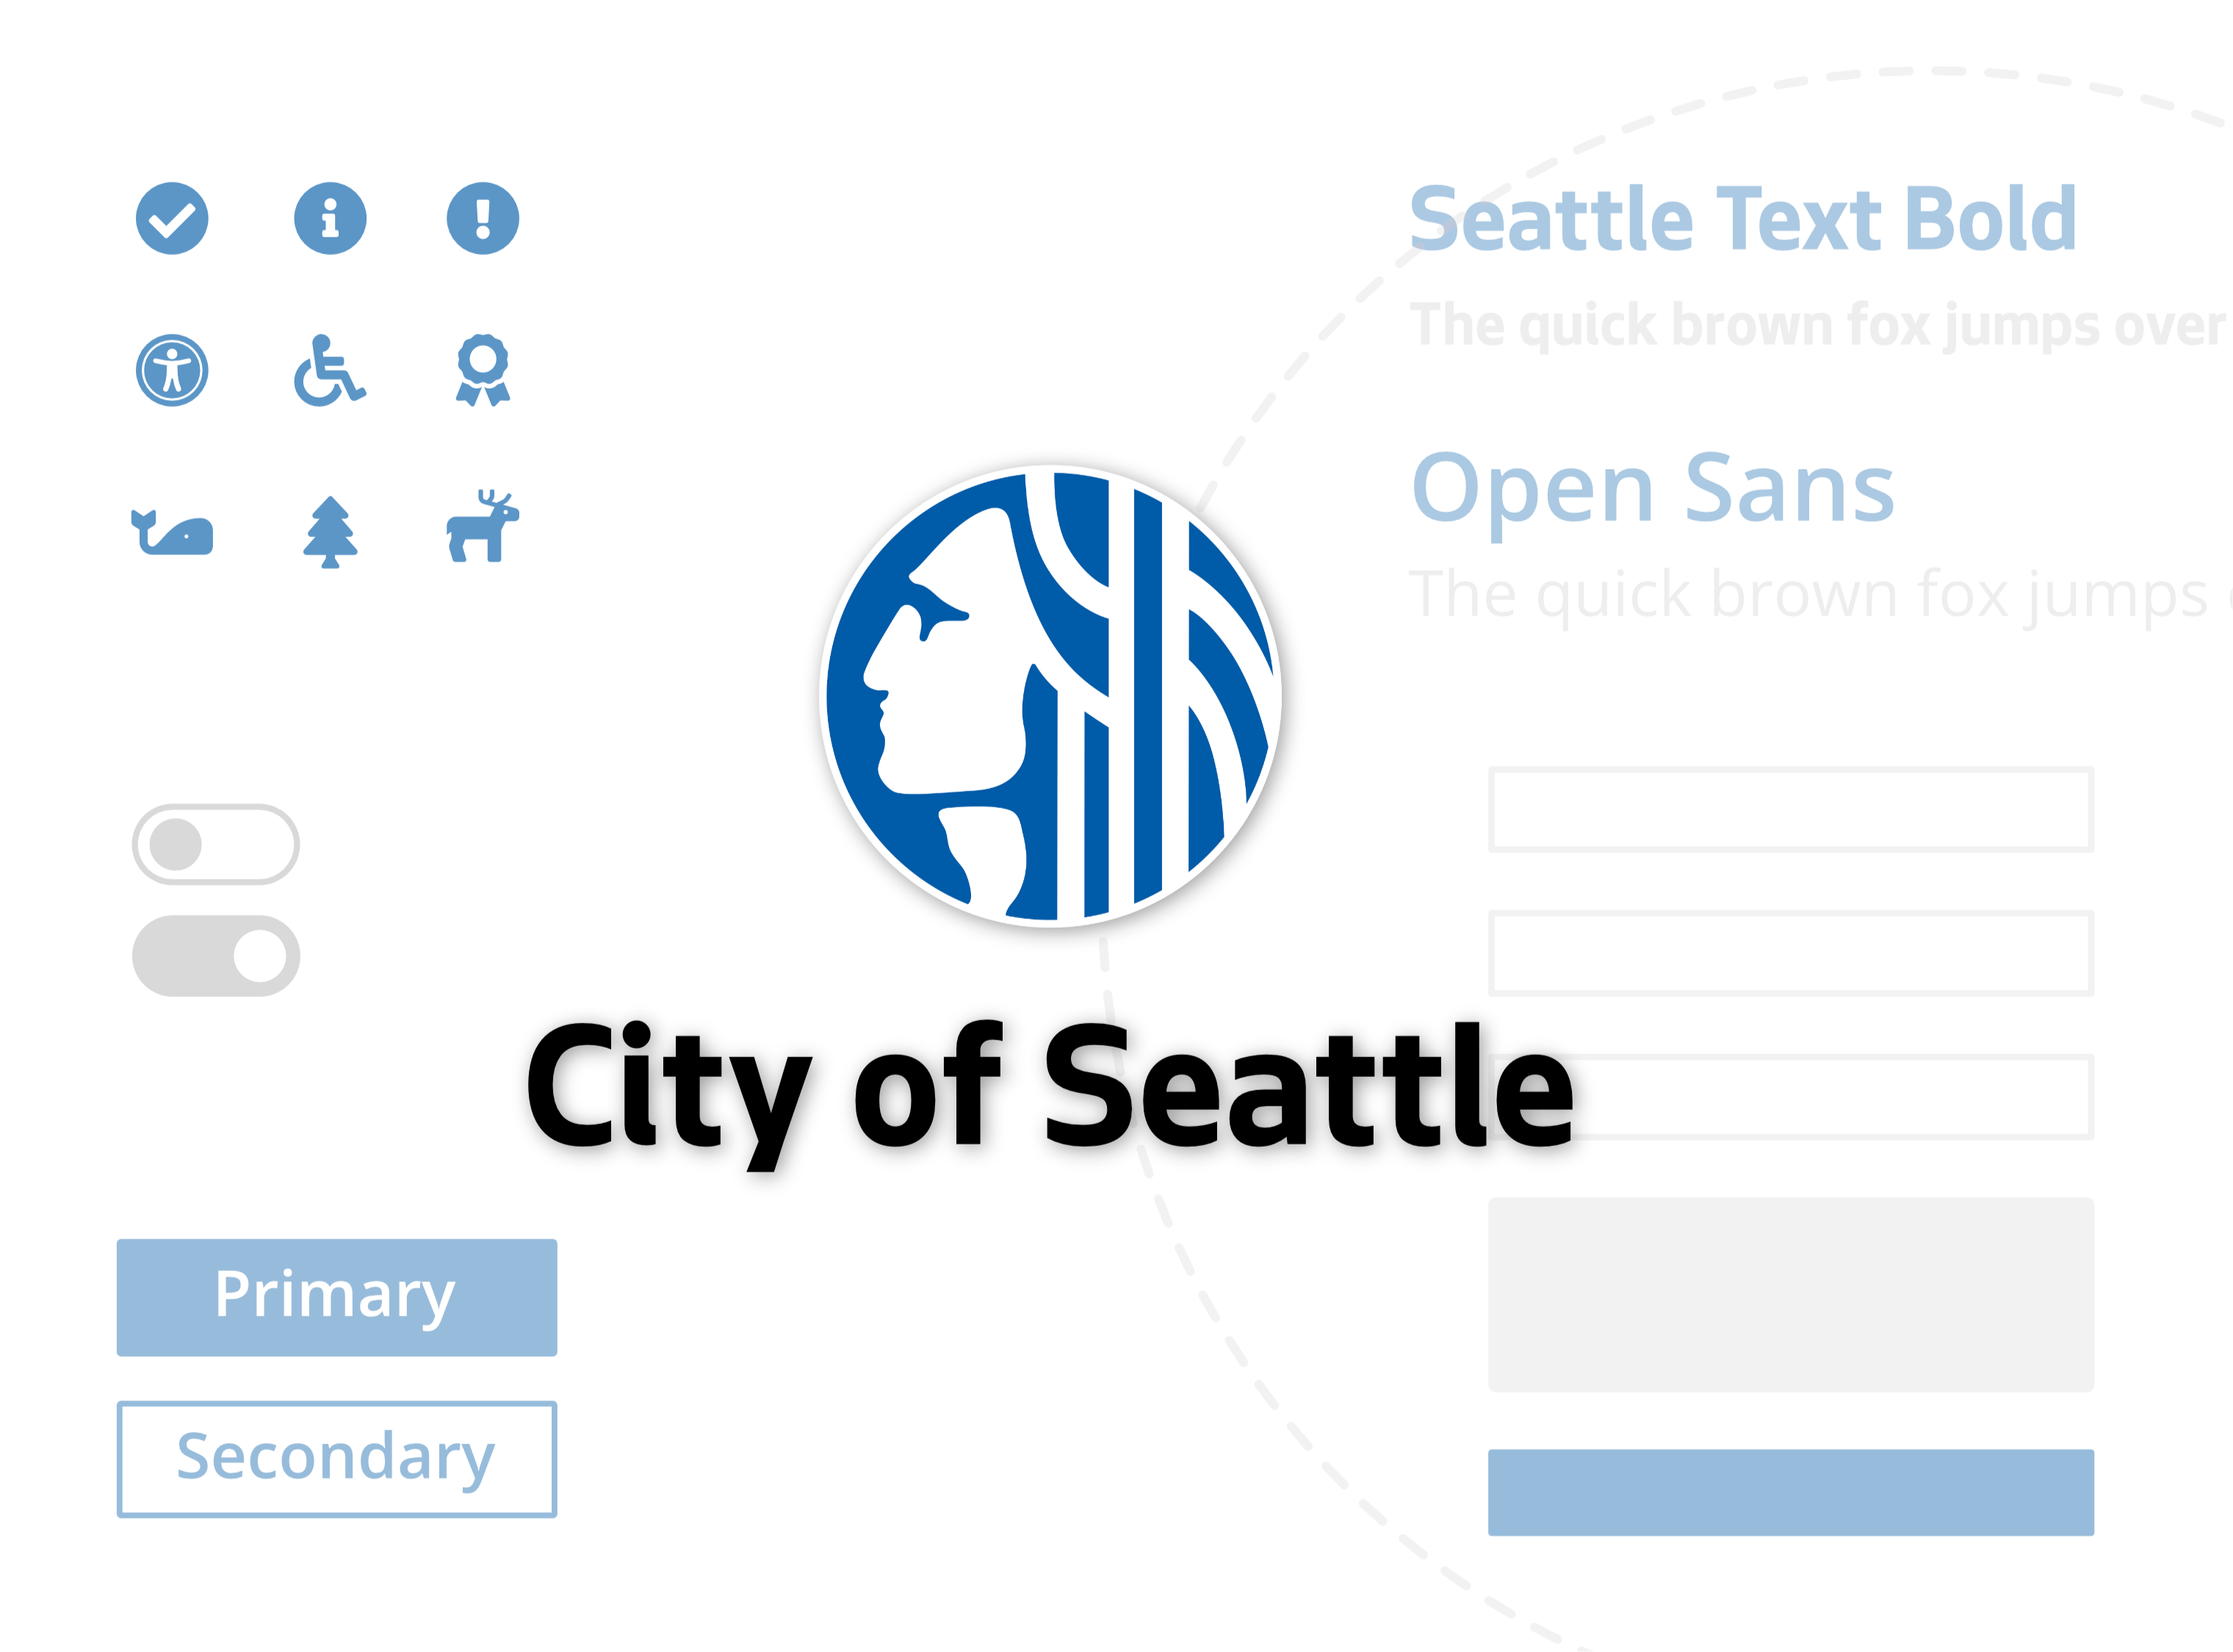 Seattle Text Bold
The quick brown fox jumps over
Open Sans
The quick brown fox jumps
City of Seattle
Primary
Secondary